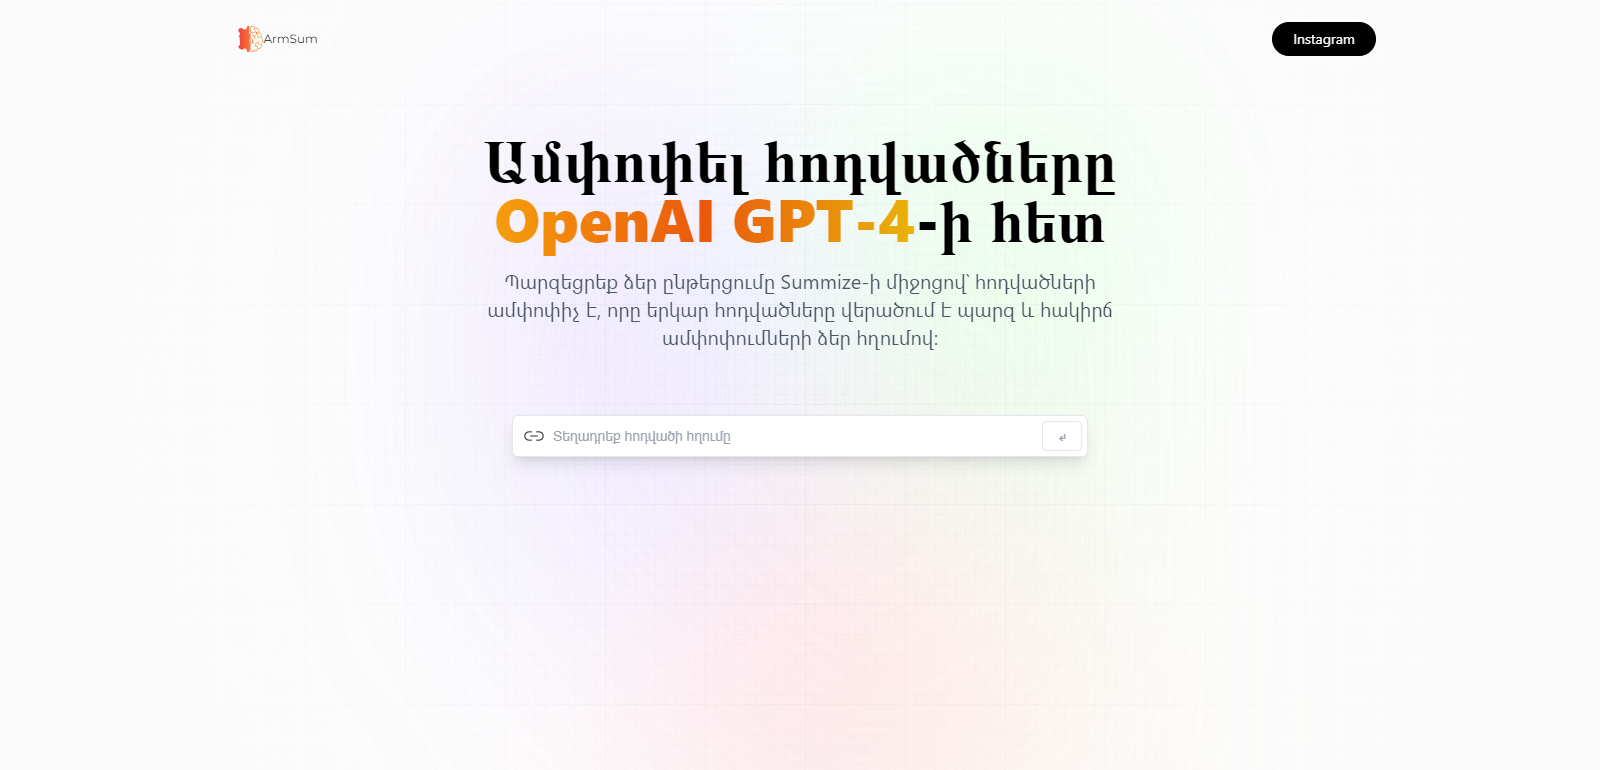 ArmSum
Instagram
Ամփոփել հոդվածները
OpenAI GPT-4-ի հետ
Պարզեցրեք ձեր ընթերցումը Summize-ի միջոցով՝ հոդվածների
ամփոփիչ է, որը երկար հոդվածները վերածում է պարզ և հակիրճ
ամփոփումների ձեր հղումով:
Տեղադրեք հոդվածի հղումը
↵